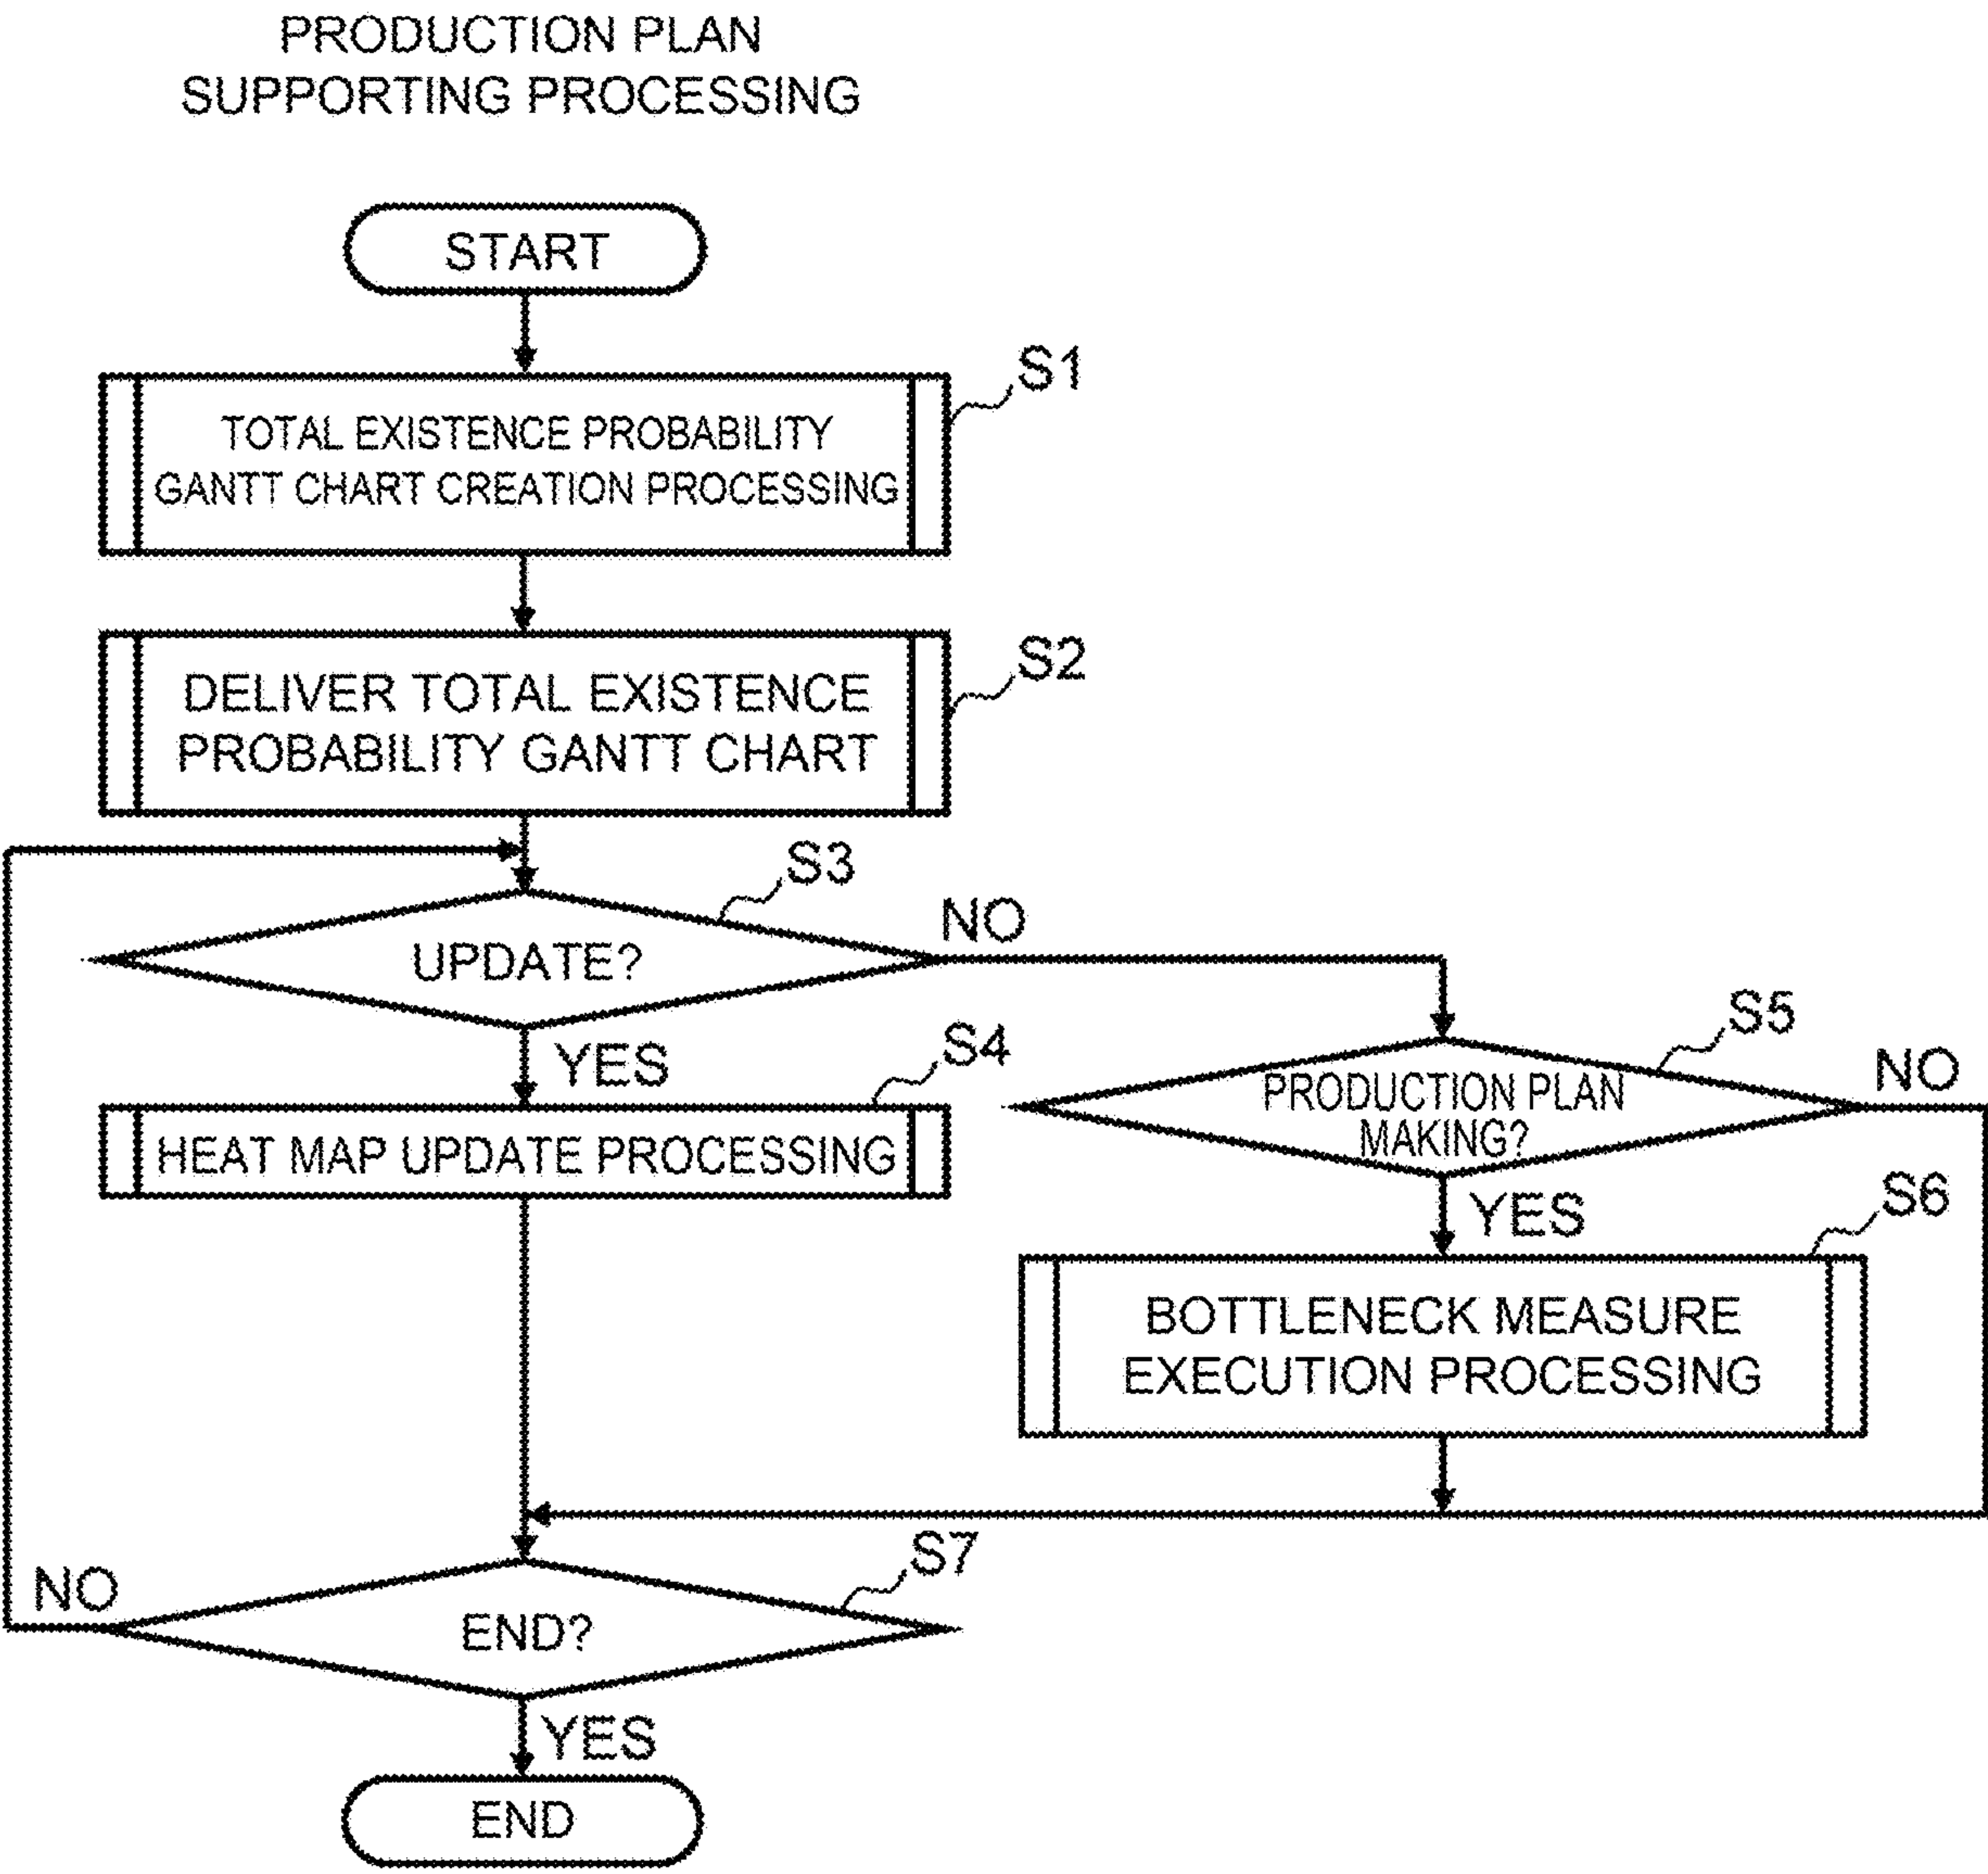 PRODUCTION PLAN
SUPPORTING PROCESSING
START
S1
TOTAL EXISTENCE PROBABILITY
GANTT CHART CREATION PROCESSING
S2
DELIVER TOTAL EXISTENCE
PROBABILITY GANTT CHART
S3
UPDATE?
NO
YES
S4
HEAT MAP UPDATE PROCESSING
S5
PRODUCTION PLAN
MAKING?
NO
YES
S6
BOTTLENECK MEASURE
EXECUTION PROCESSING
S7
END?
NO
YES
END